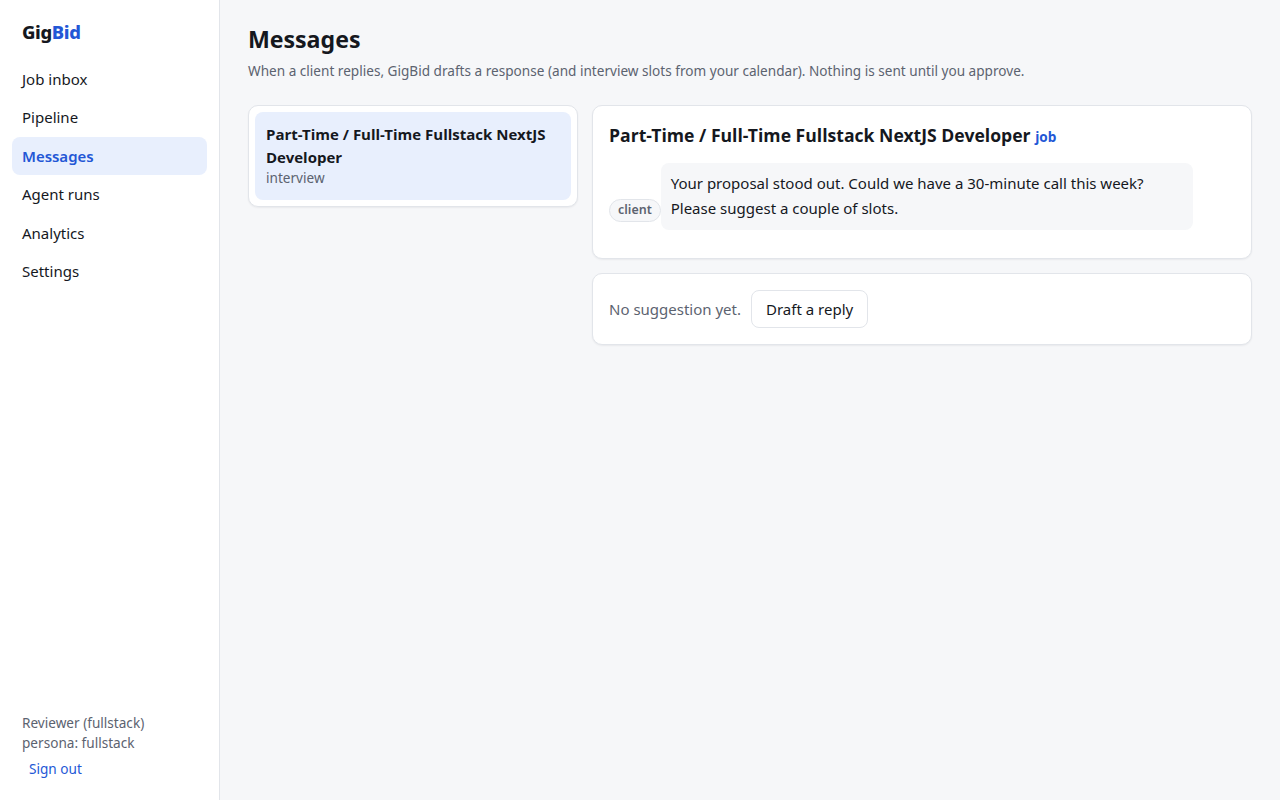 GigBid
Job inbox
Pipeline
Messages
Agent runs
Analytics
Settings
Reviewer (fullstack)
persona: fullstack
Sign out
Messages
When a client replies, GigBid drafts a response (and interview slots from your calendar). Nothing is sent until you approve.
Part-Time / Full-Time Fullstack NextJS
Developer
interview
Part-Time / Full-Time Fullstack NextJS Developer job
client
Your proposal stood out. Could we have a 30-minute call this week?
Please suggest a couple of slots.
No suggestion yet. Draft a reply